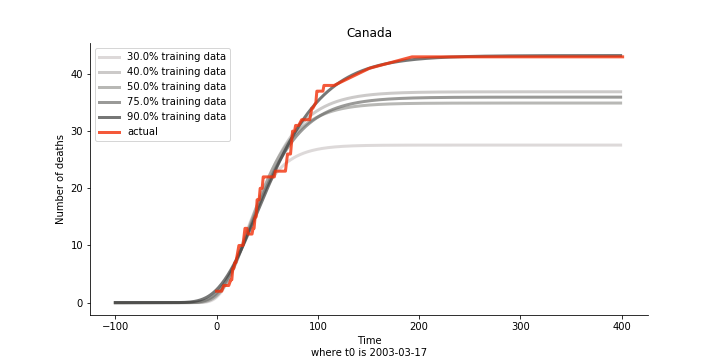 Canada
30.0% training data
40.0% training data
50.0% training data
75.0% training data
90.0% training data
actual
Number of deaths
40
30
20
10
0
−100
0
100
200
300
400
Time
where t0 is 2003-03-17